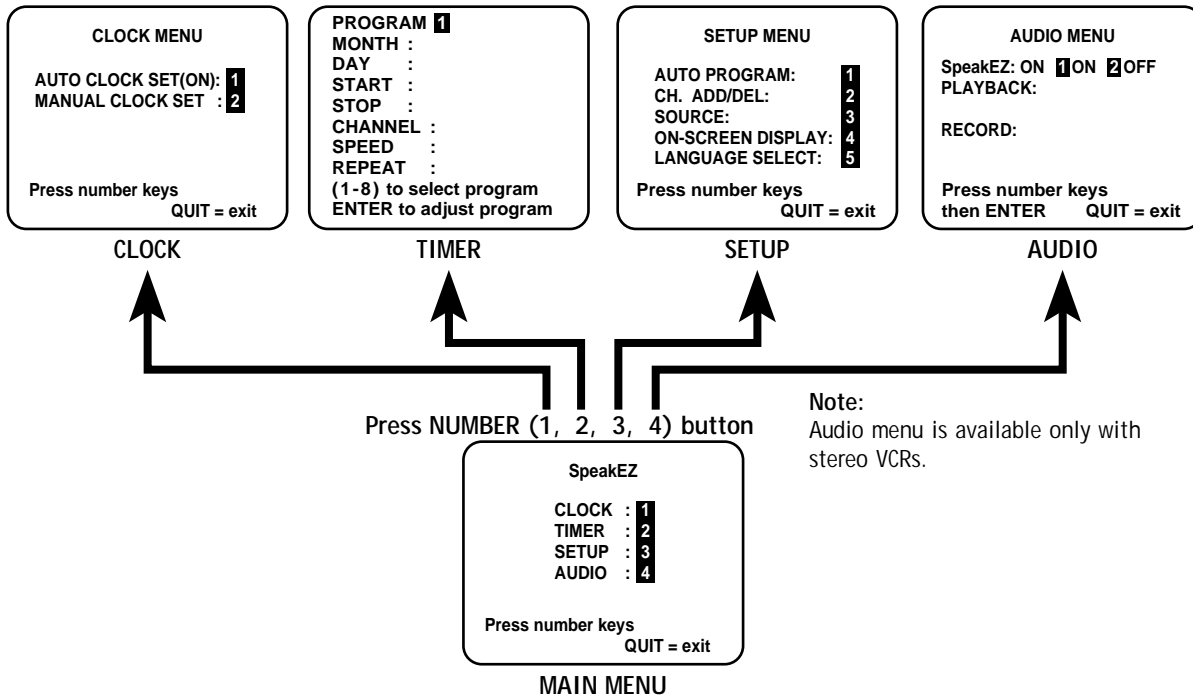 CLOCK MENU
AUTO CLOCK SET(ON): 1
MANUAL CLOCK SET : 2
Press number keys
QUIT = exit
CLOCK
PROGRAM 1
MONTH :
DAY :
START :
STOP :
CHANNEL :
SPEED :
REPEAT :
(1-8) to select program
ENTER to adjust program
TIMER
SETUP MENU
AUTO PROGRAM: 1
CH. ADD/DEL: 2
SOURCE: 3
ON-SCREEN DISPLAY: 4
LANGUAGE SELECT: 5
Press number keys
QUIT = exit
SETUP
AUDIO MENU
SpeakEZ: ON 1 ON 2 OFF
PLAYBACK:
RECORD:
Press number keys
then ENTER QUIT = exit
AUDIO
Press NUMBER (1, 2, 3, 4) button
Note:
Audio menu is available only with
stereo VCRs.
SpeakEZ
CLOCK : 1
TIMER : 2
SETUP : 3
AUDIO : 4
Press number keys
QUIT = exit
MAIN MENU